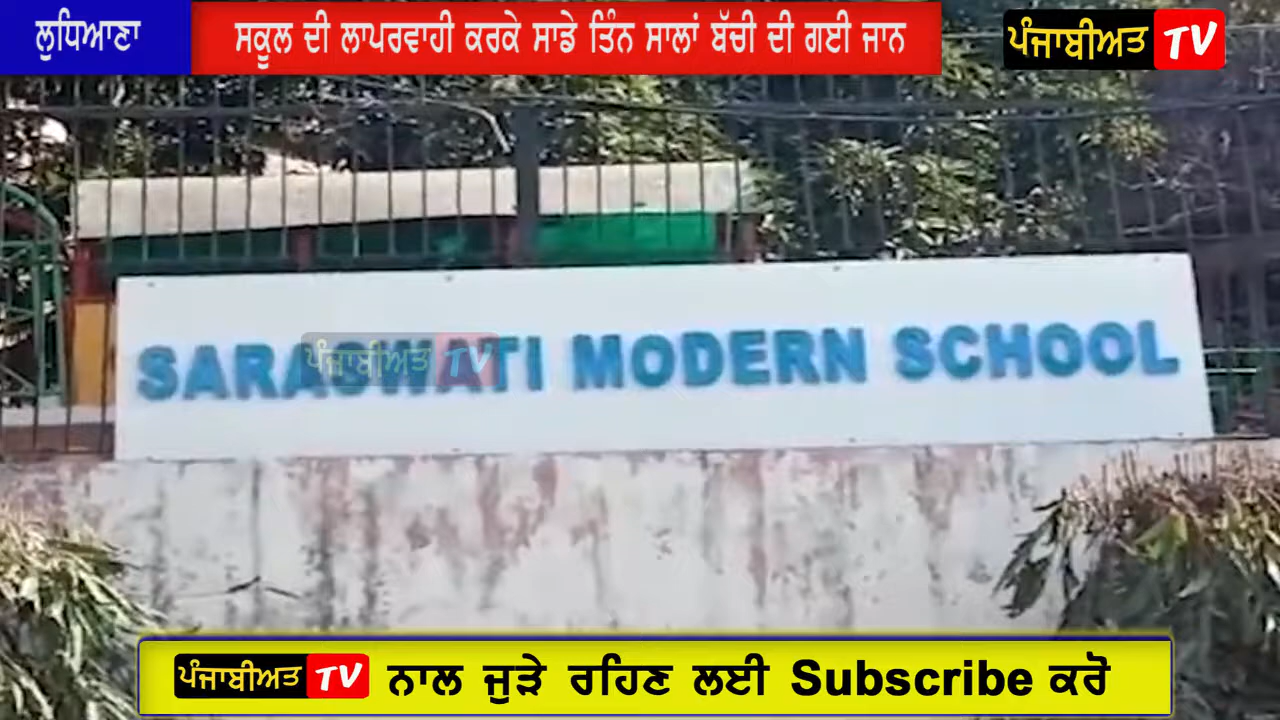 ਲੁਧਿਆਣਾ
ਸਕੂਲ ਦੀ ਲਾਪਰਵਾਹੀ ਕਰਕੇ ਸਾਡੇ ਤਿੰਨ ਸਾਲਾਂ ਬੱਚੀ ਦੀ ਗਈ ਜਾਨ
ਪੰਜਾਬੀਅਤ TV
SARASWATI MODERN SCHOOL
ਪੰਜਾਬੀਅਤ TV
ਪੰਜਾਬੀਅਤ TV ਨਾਲ ਜੁੜੇ ਰਹਿਣ ਲਈ Subscribe ਕਰੋ